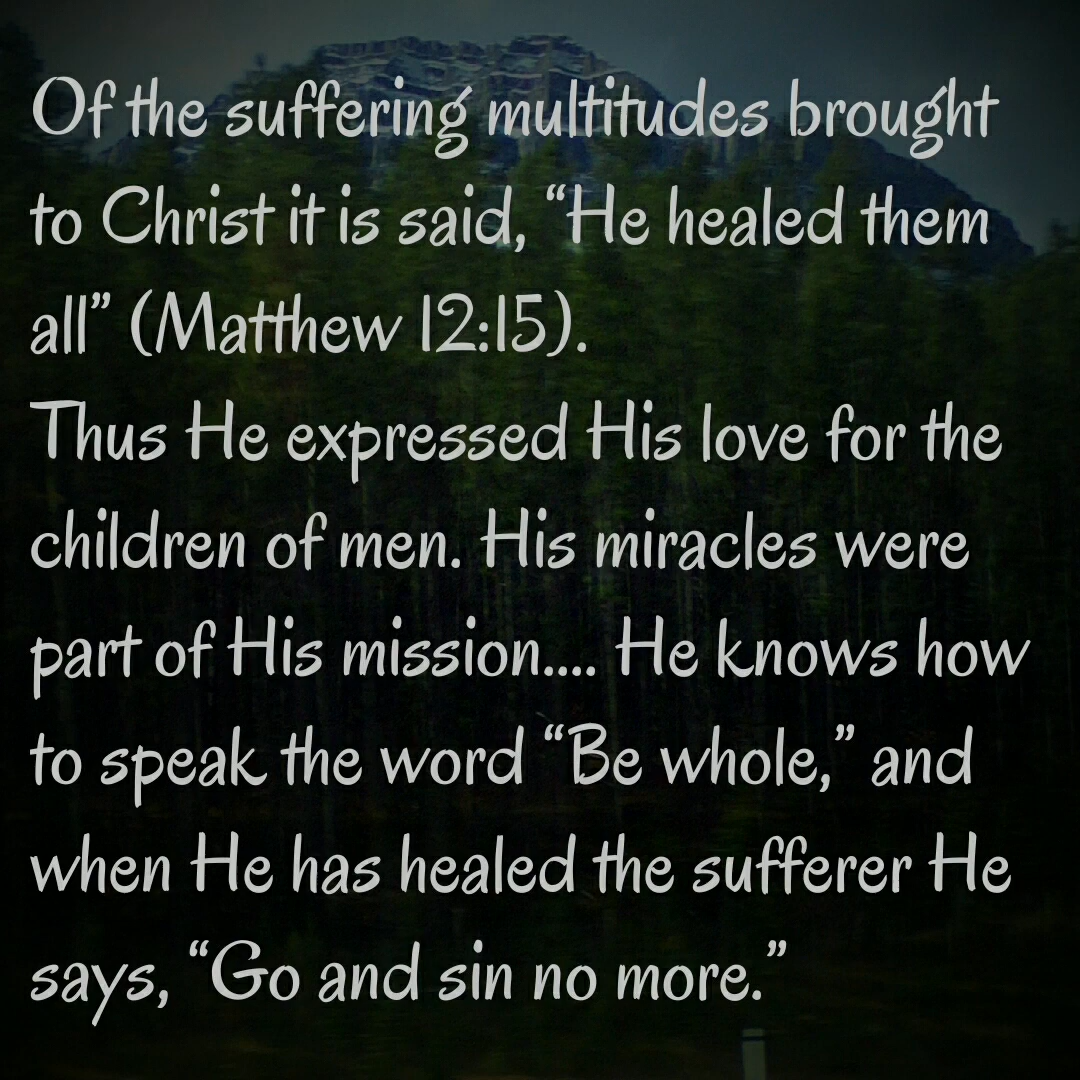 Of the suffering multitudes brought
to Christ it is said, “He healed them
all” (Matthew 12:15).
Thus He expressed His love for the
children of men. His miracles were
part of His mission.... He knows how
to speak the word “Be whole,” and
when He has healed the sufferer He
says, “Go and sin no more.”